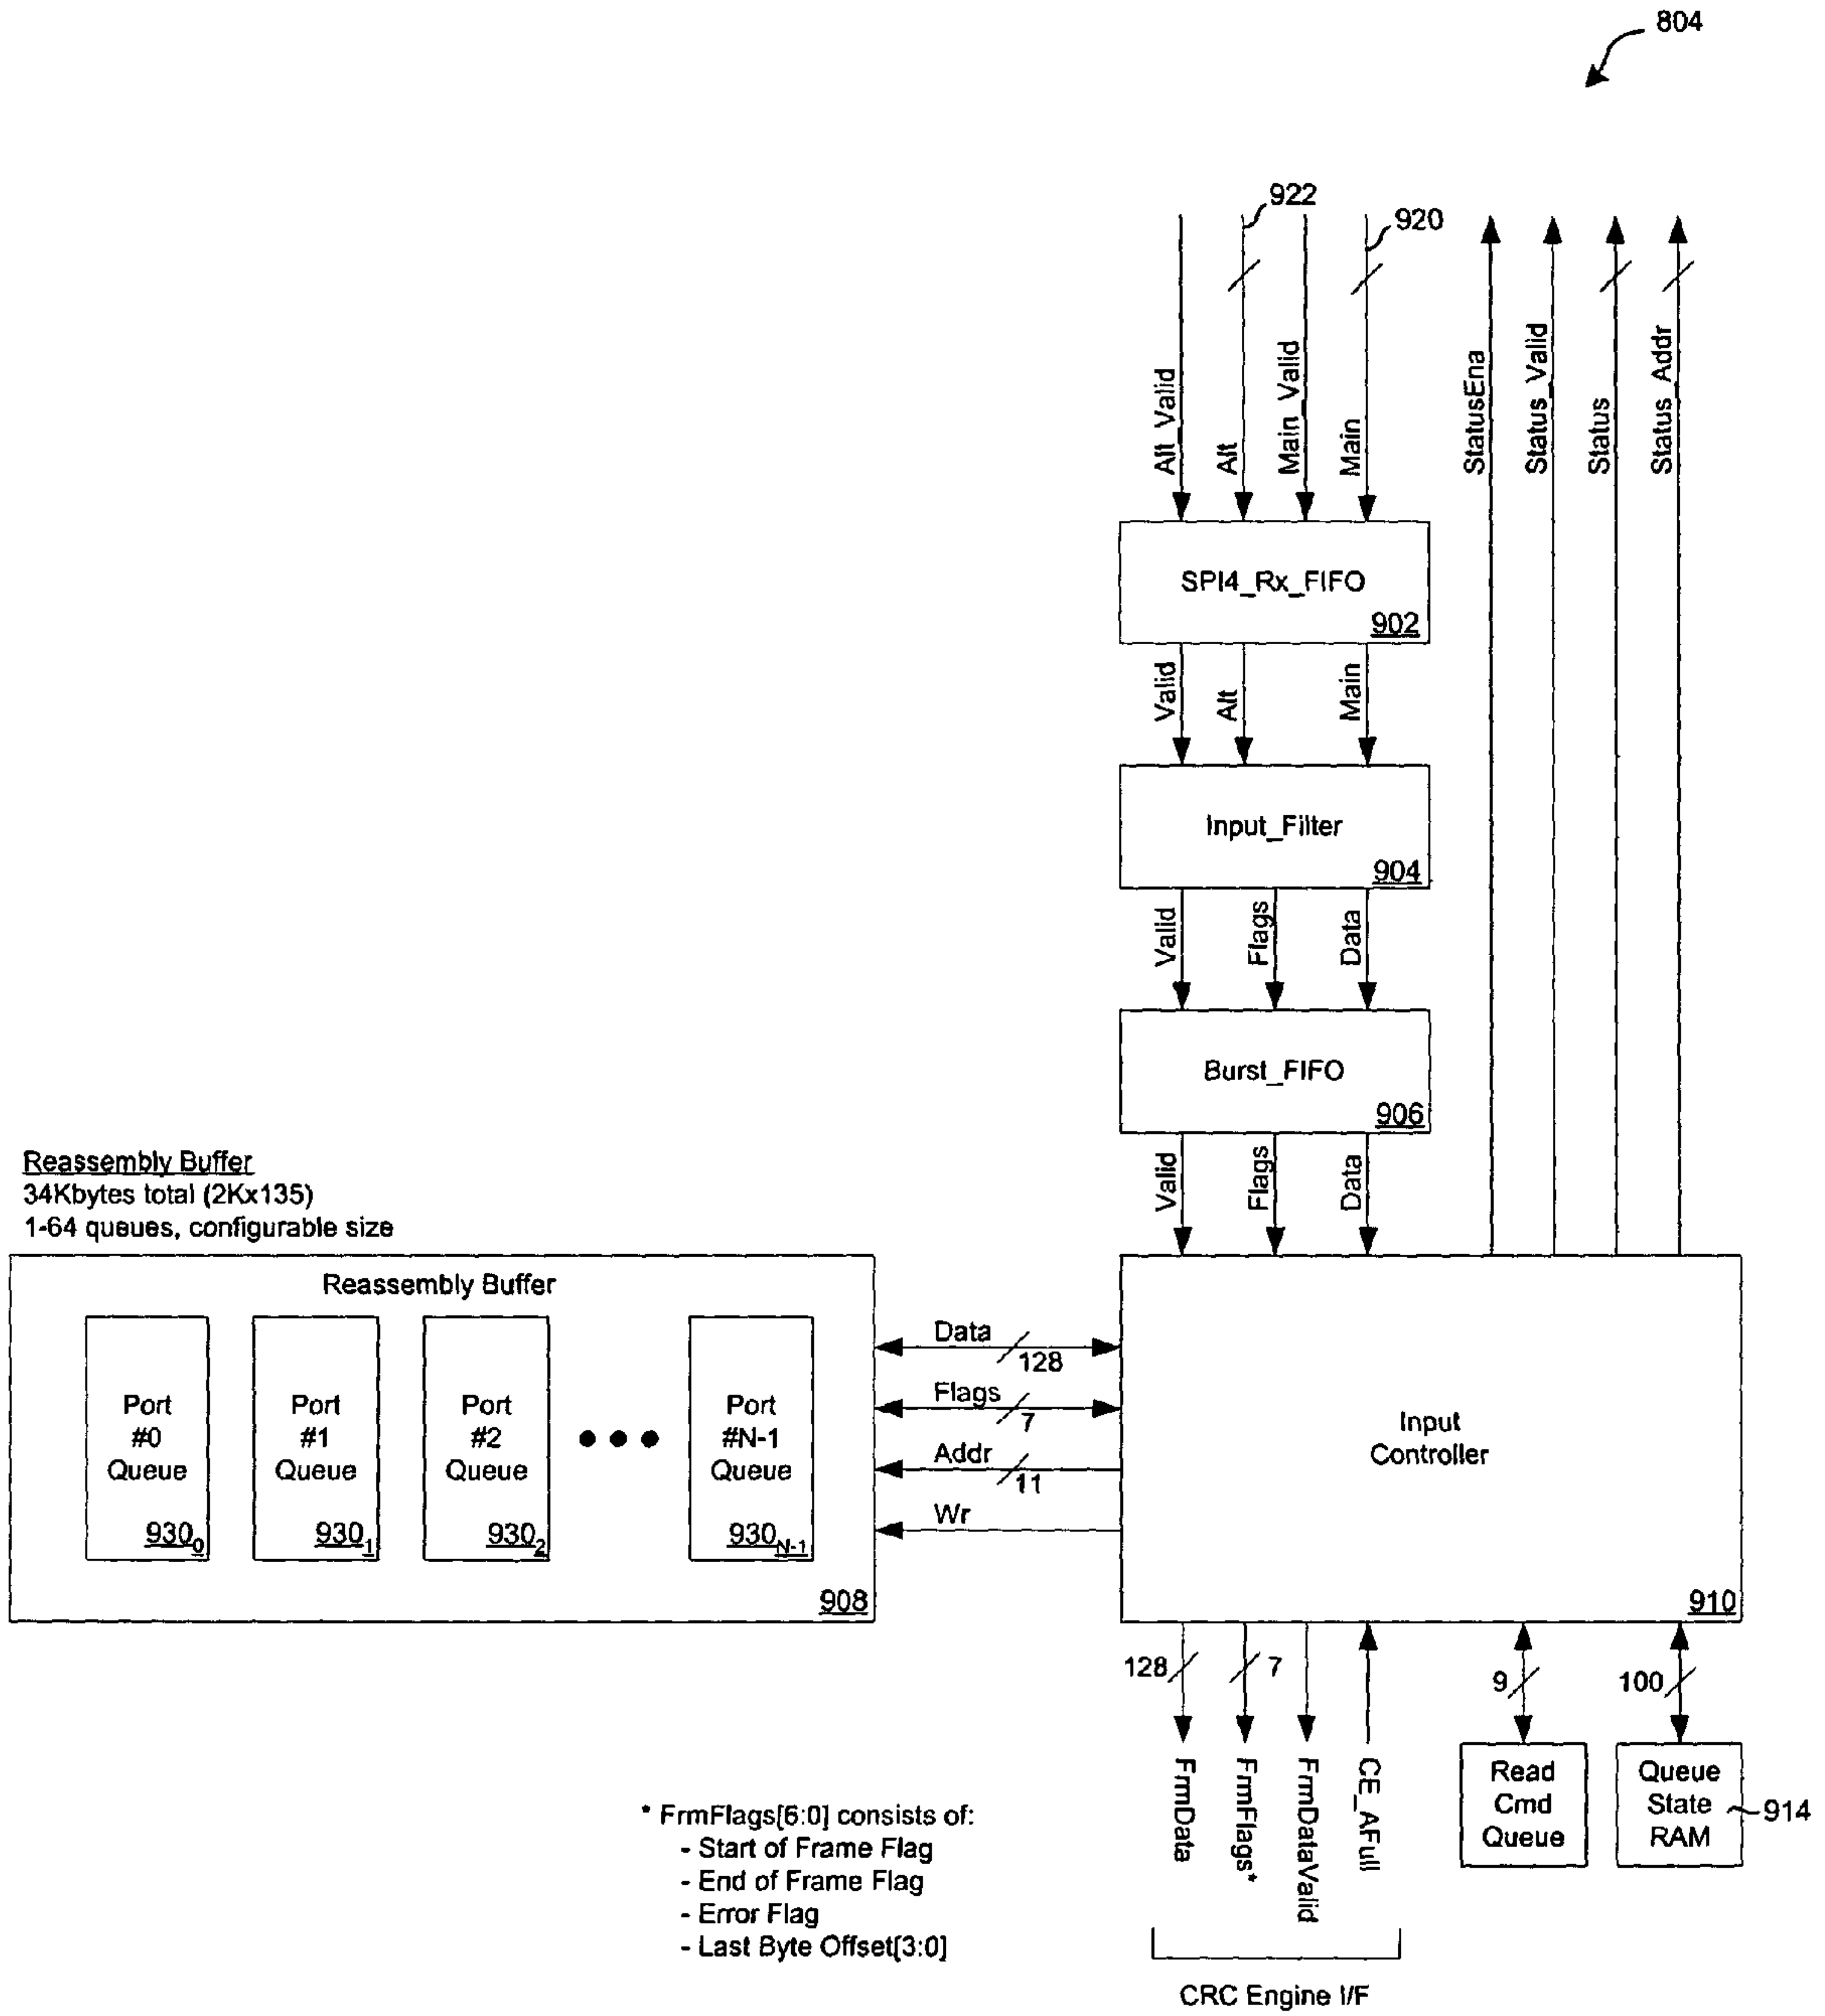 804
922
920
Alt_Valid
Alt
Main_Valid
Main
StatusEna
Status_Valid
Status
Status_Addr
SPI4_Rx_FIFO
902
Valid
Alt
Main
Input_Filter
904
Valid
Flags
Data
Burst_FIFO
906
Valid
Flags
Data
Reassembly Buffer
34Kbytes total (2Kx135)
1-64 queues, configurable size
Reassembly Buffer
Port
#0
Queue
930₀
Port
#1
Queue
930₁
Port
#2
Queue
930₂
Port
#N-1
Queue
930N-1
908
Data
128
Flags
7
Addr
11
Wr
Input
Controller
910
128
7
9
100
FrmData
FrmFlags*
FrmDataValid
CE_AFull
Read
Cmd
Queue
Queue
State
RAM
914
* FrmFlags[6:0] consists of:
- Start of Frame Flag
- End of Frame Flag
- Error Flag
- Last Byte Offset[3:0]
CRC Engine I/F